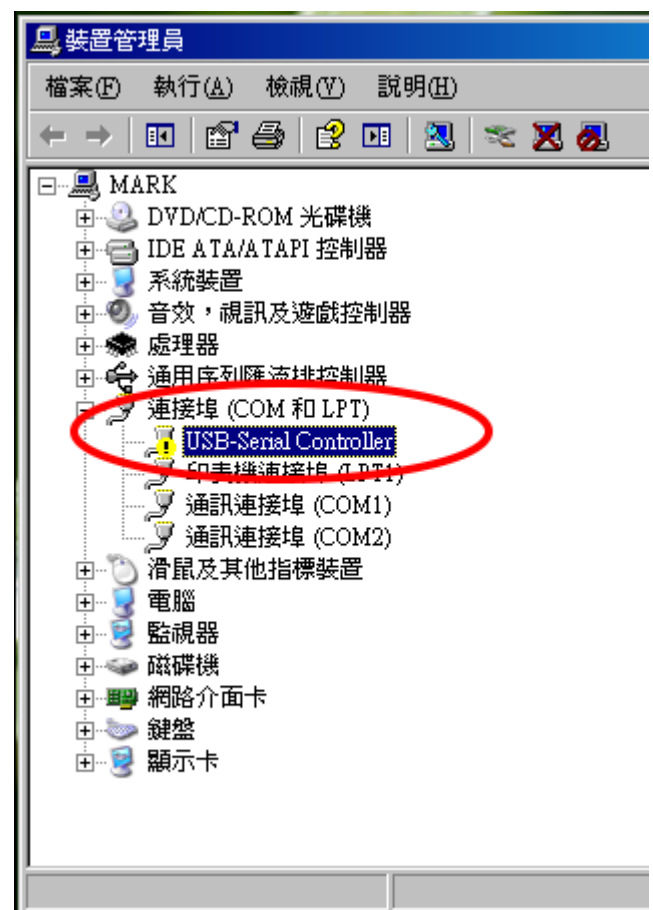 裝置管理員
檔案(F) 執行(A) 檢視(V) 說明(H)
MARK
DVD/CD-ROM 光碟機
IDE ATA/ATAPI 控制器
系統裝置
音效，視訊及遊戲控制器
處理器
通用序列匯流排控制器
連接埠 (COM 和 LPT)
USB-Serial Controller
印表機連接埠 (LPT1)
通訊連接埠 (COM1)
通訊連接埠 (COM2)
滑鼠及其他指標裝置
電腦
監視器
磁碟機
網路介面卡
鍵盤
顯示卡